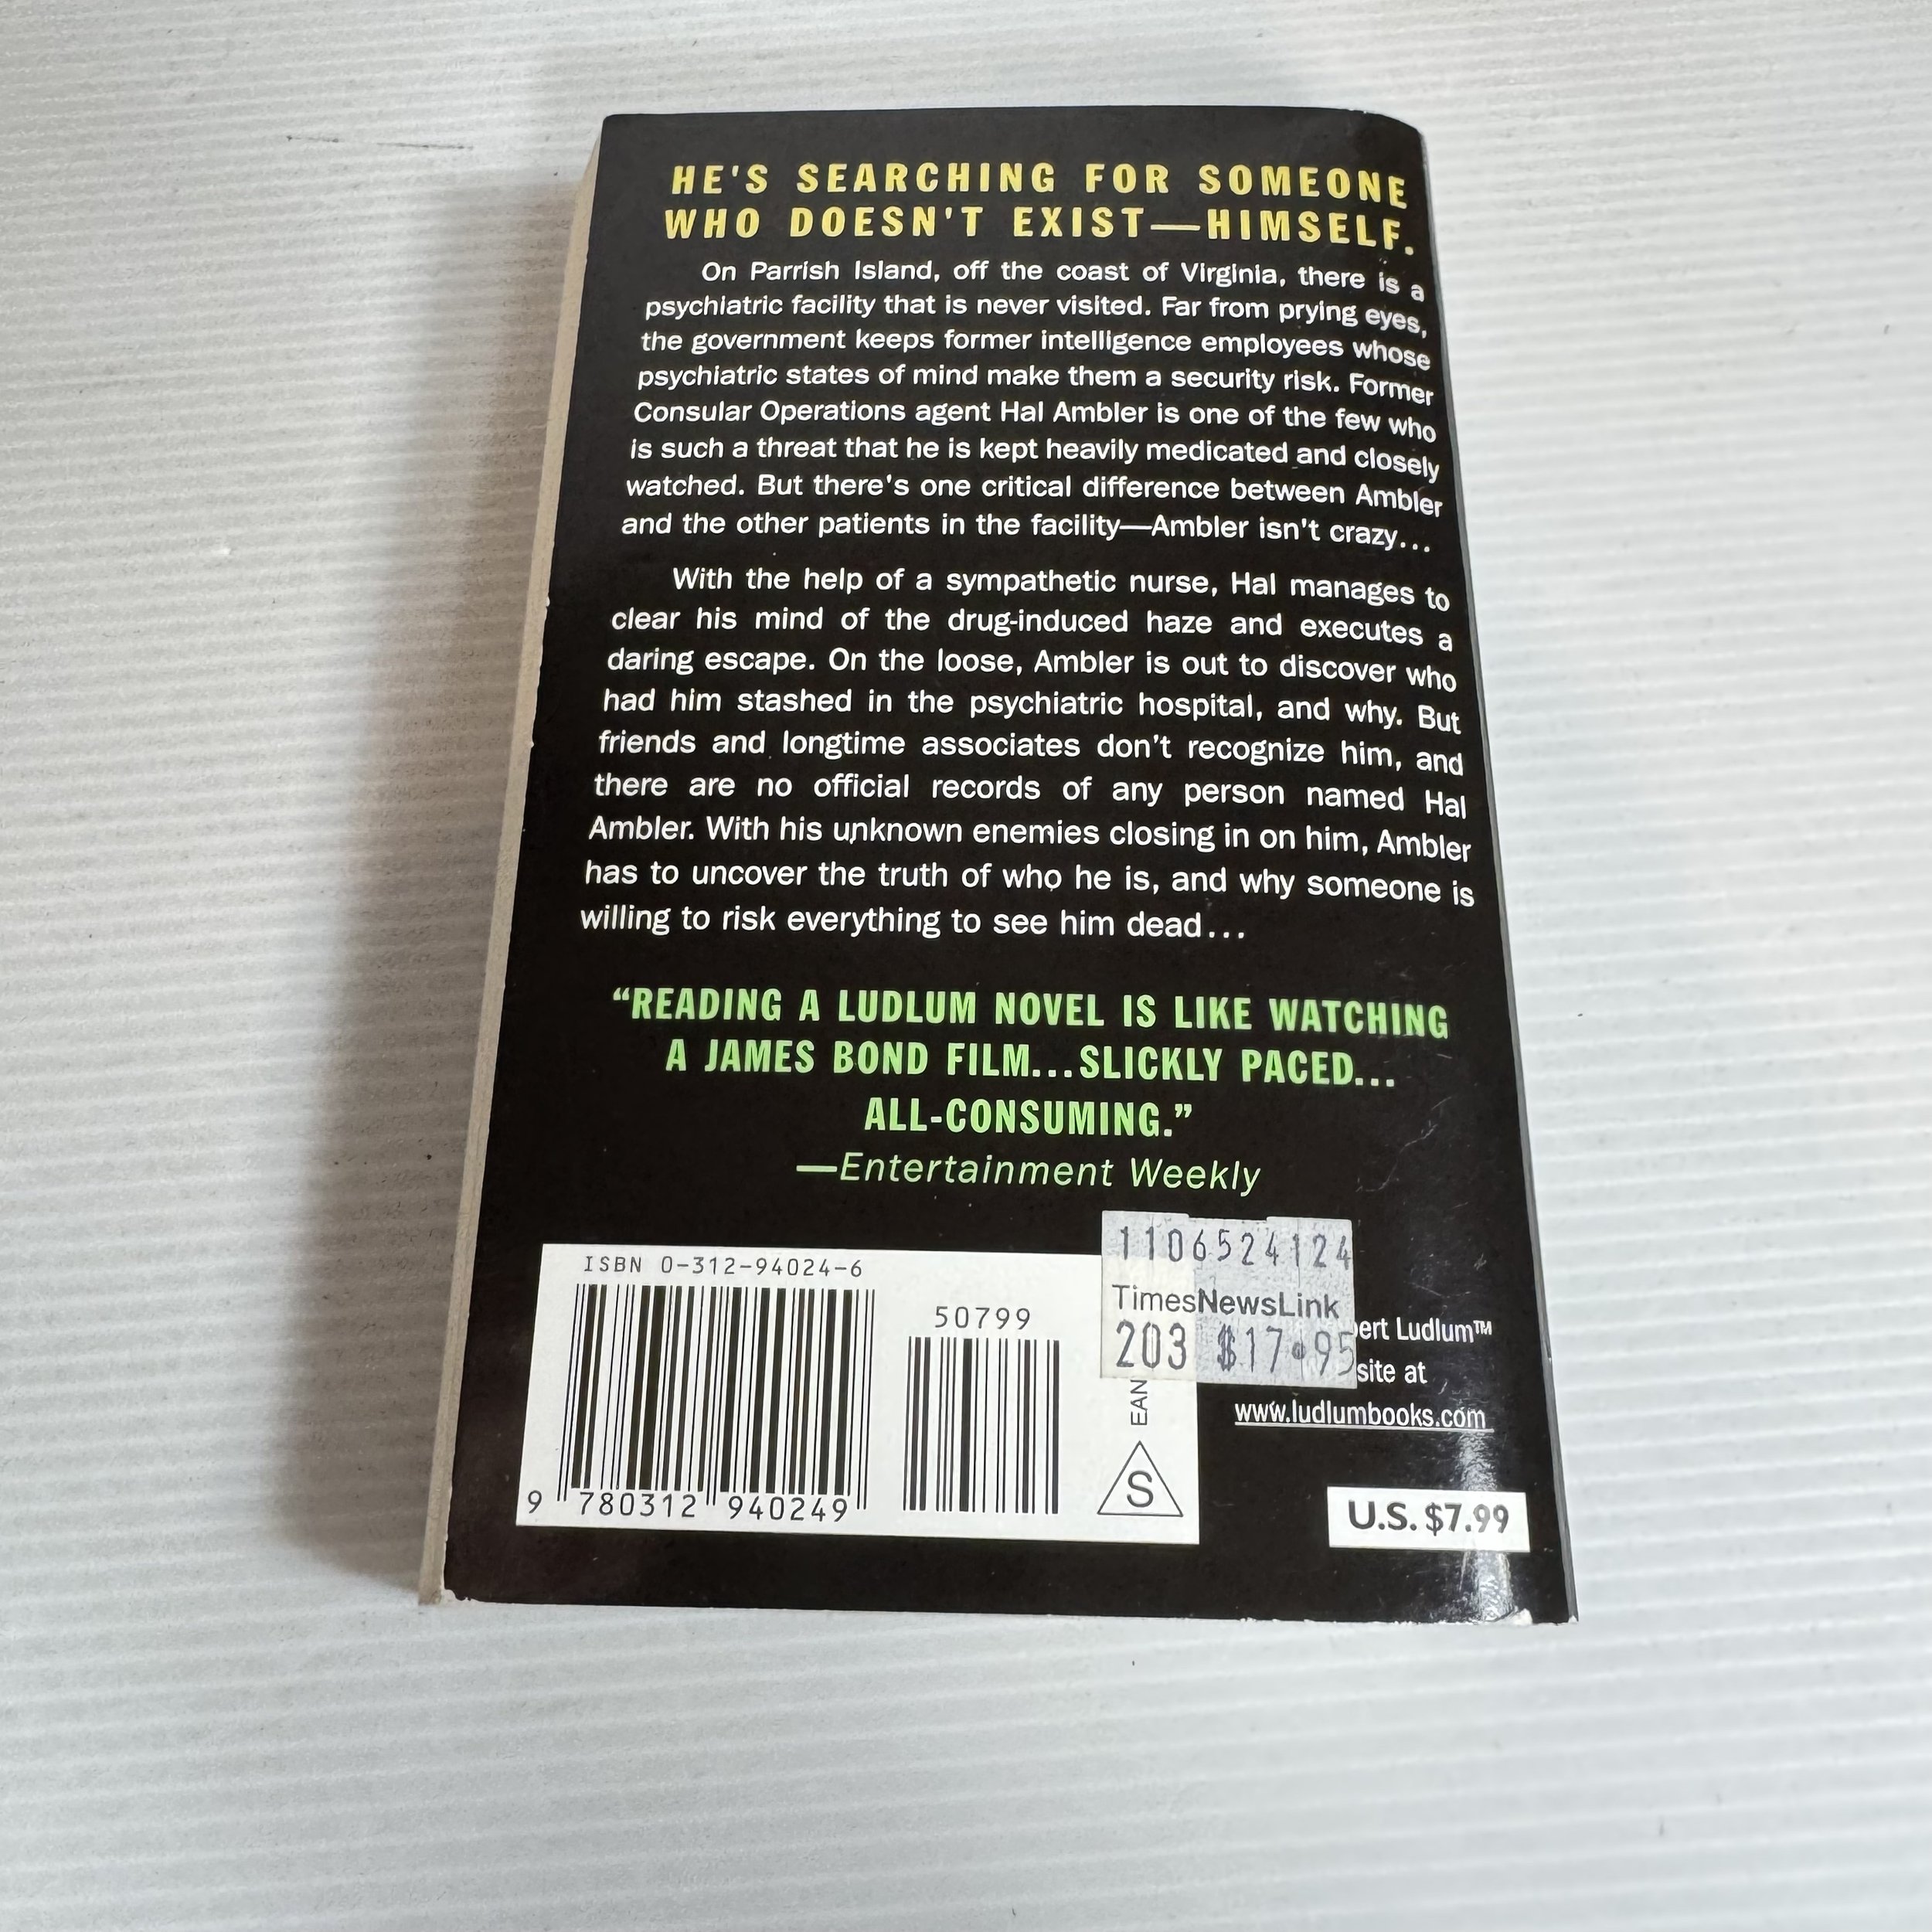 HE'S SEARCHING FOR SOMEONE
WHO DOESN'T EXIST—HIMSELF.
On Parrish Island, off the coast of Virginia, there is a
psychiatric facility that is never visited. Far from prying eyes,
the government keeps former intelligence employees whose
psychiatric states of mind make them a security risk. Former
Consular Operations agent Hal Ambler is one of the few who
is such a threat that he is kept heavily medicated and closely
watched. But there's one critical difference between Ambler
and the other patients in the facility—Ambler isn't crazy...
With the help of a sympathetic nurse, Hal manages to
clear his mind of the drug-induced haze and executes a
daring escape. On the loose, Ambler is out to discover who
had him stashed in the psychiatric hospital, and why. But
friends and longtime associates don't recognize him, and
there are no official records of any person named Hal
Ambler. With his unknown enemies closing in on him, Ambler
has to uncover the truth of who he is, and why someone is
willing to risk everything to see him dead...
“READING A LUDLUM NOVEL IS LIKE WATCHING
A JAMES BOND FILM...SLICKLY PACED...
ALL-CONSUMING.”
—Entertainment Weekly
ISBN 0-312-94024-6
50799
9 780312 940249
EAN
S
1106524124
TimesNewsLink
203 $17.95
Ludlum™
site at
www.ludlumbooks.com
U.S. $7.99